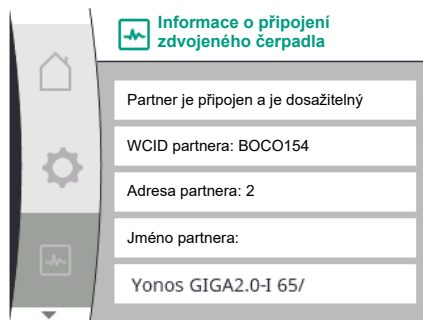 Informace o připojení
zdvojeného čerpadla
Partner je připojen a je dosažitelný
WCID partnera: BOCO154
Adresa partnera: 2
Jméno partnera:
Yonos GIGA2.0-I 65/